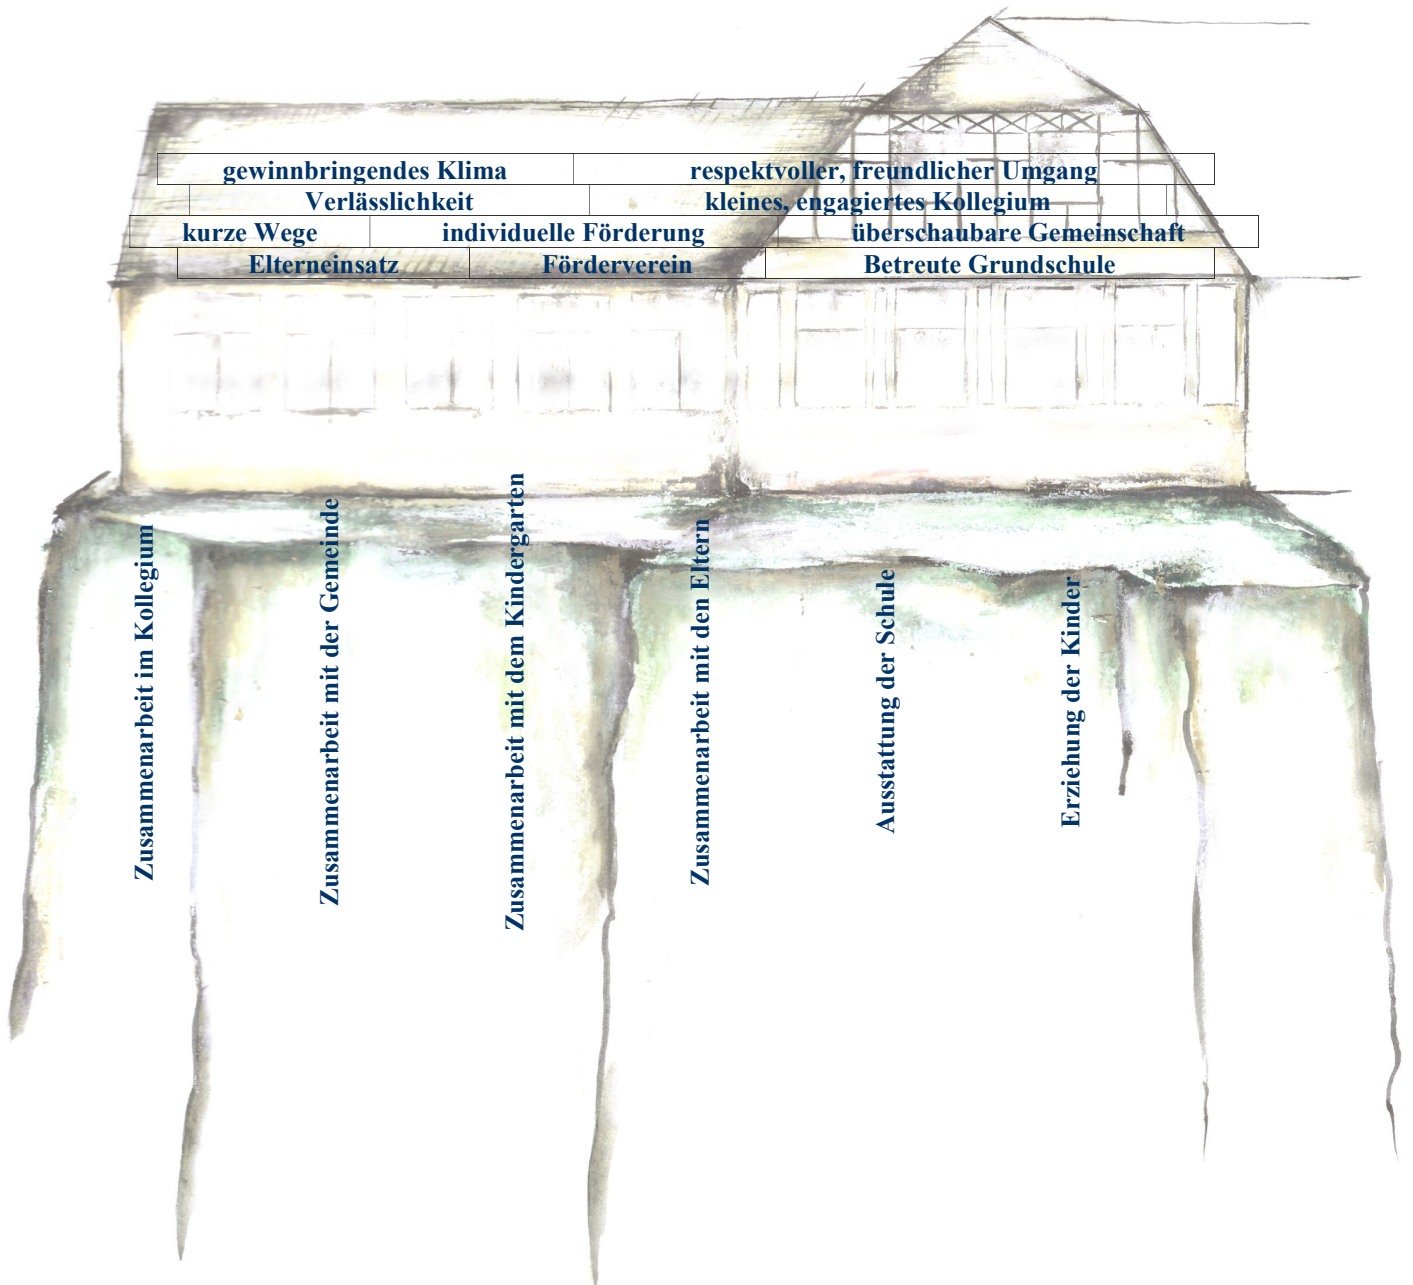 gewinnbringendes Klima respektvoller, freundlicher Umgang
Verlässlichkeit kleines, engagiertes Kollegium
kurze Wege individuelle Förderung überschaubare Gemeinschaft
Elterneinsatz Förderverein Betreute Grundschule
Zusammenarbeit im Kollegium
Zusammenarbeit mit der Gemeinde
Zusammenarbeit mit dem Kindergarten
Zusammenarbeit mit den Eltern
Ausstattung der Schule
Erziehung der Kinder